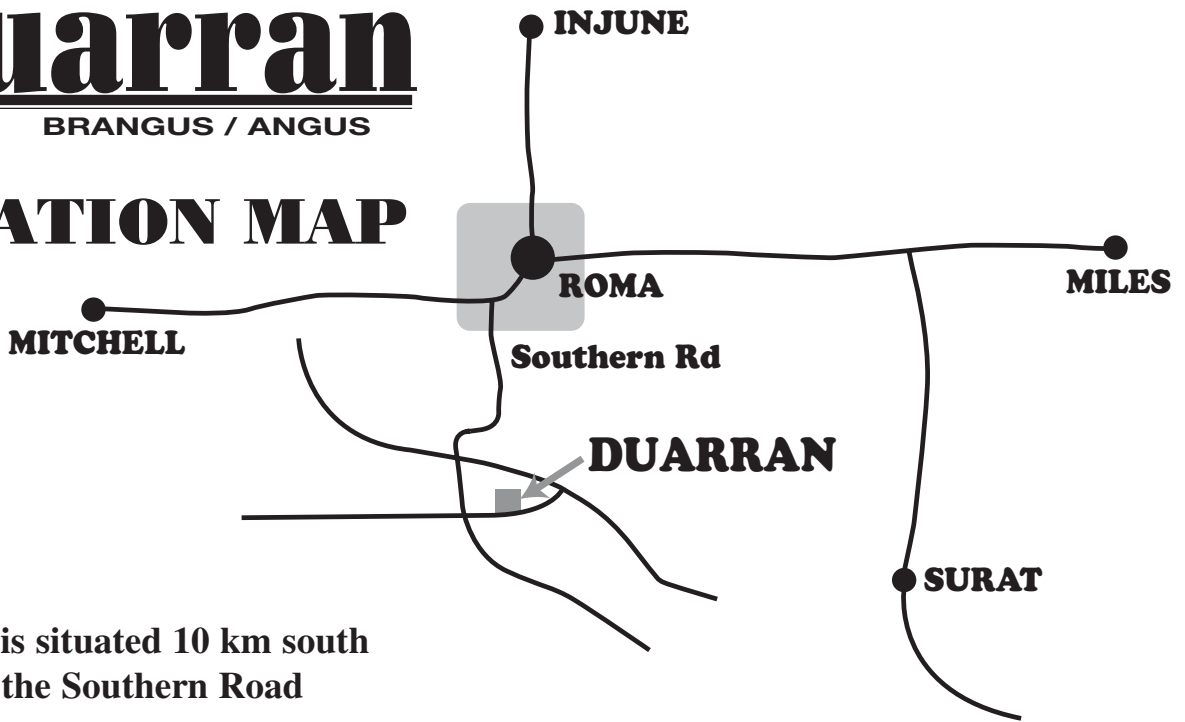 uarran
BRANGUS / ANGUS
ATION MAP
INJUNE
ROMA
MILES
MITCHELL
Southern Rd
DUARRAN
SURAT
is situated 10 km south
the Southern Road